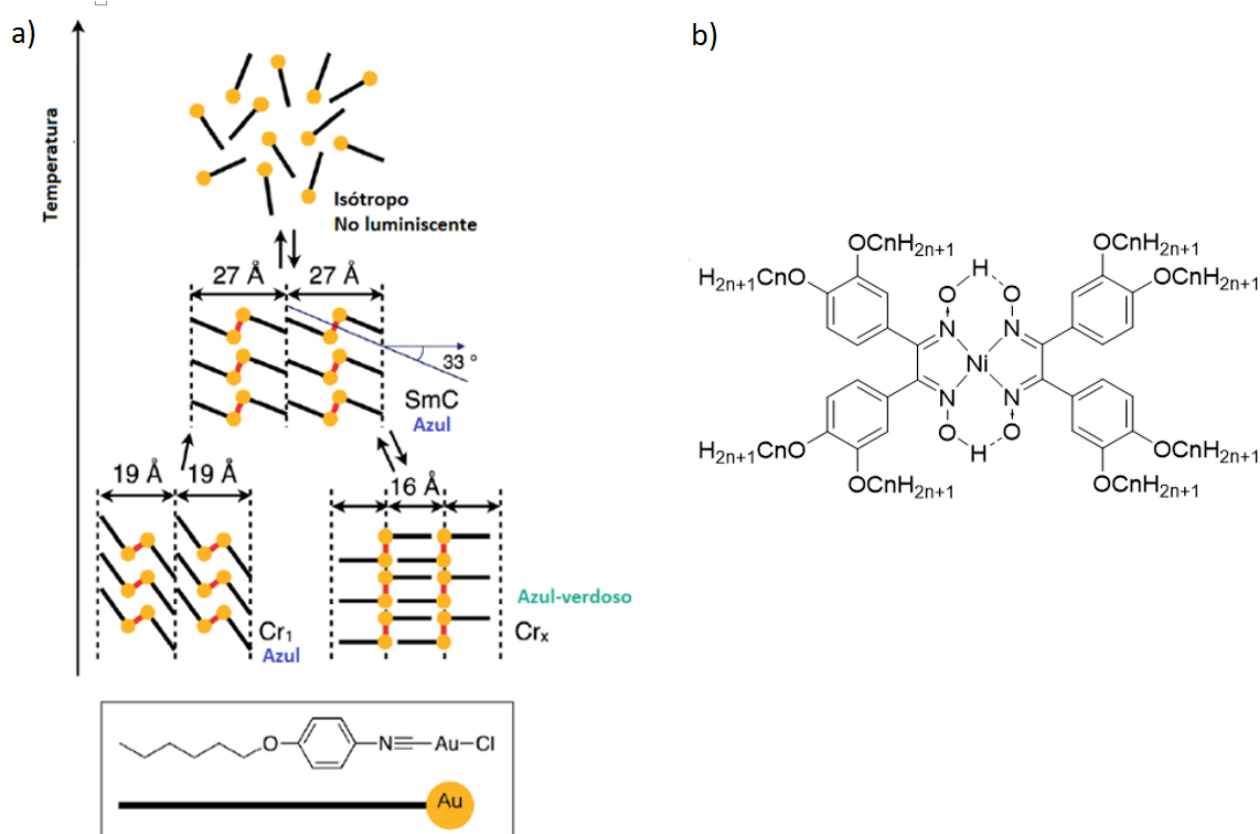 a)
b)
Temperatura
Isótropo
No luminiscente
27 Å 27 Å
33 °
SmC
Azul
19 Å 19 Å
16 Å
Azul-verdoso
Cr₁
Azul
Crₓ
O N C Au Cl
Au
OCnH₂ₙ₊₁ OCnH₂ₙ₊₁
H₂ₙ₊₁CnO H OCnH₂ₙ₊₁
O O
N N
Ni
N N
O O
H₂ₙ₊₁CnO H OCnH₂ₙ₊₁
OCnH₂ₙ₊₁ OCnH₂ₙ₊₁